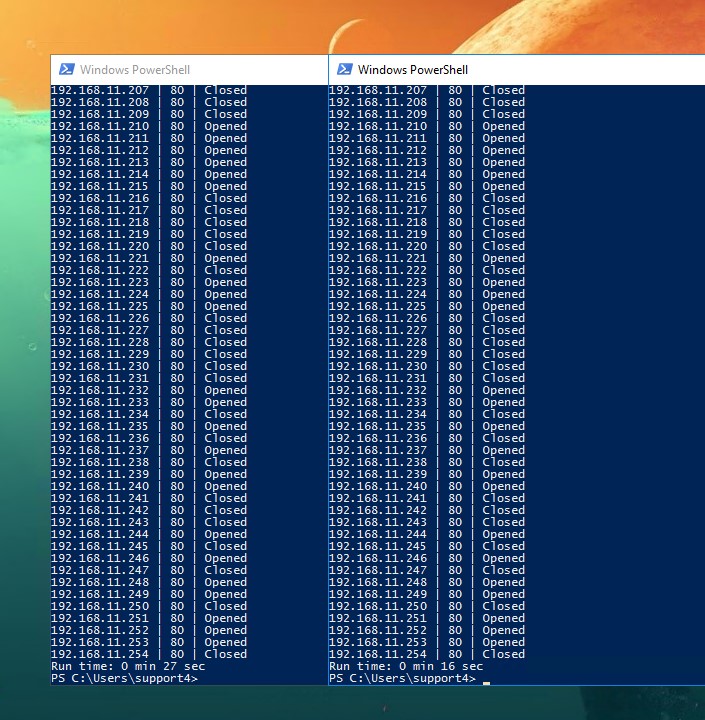 Windows PowerShell
192.168.11.207 | 80 | Closed
192.168.11.208 | 80 | Closed
192.168.11.209 | 80 | Closed
192.168.11.210 | 80 | Opened
192.168.11.211 | 80 | Opened
192.168.11.212 | 80 | Opened
192.168.11.213 | 80 | Opened
192.168.11.214 | 80 | Opened
192.168.11.215 | 80 | Opened
192.168.11.216 | 80 | Closed
192.168.11.217 | 80 | Closed
192.168.11.218 | 80 | Closed
192.168.11.219 | 80 | Closed
192.168.11.220 | 80 | Closed
192.168.11.221 | 80 | Opened
192.168.11.222 | 80 | Closed
192.168.11.223 | 80 | Opened
192.168.11.224 | 80 | Opened
192.168.11.225 | 80 | Opened
192.168.11.226 | 80 | Closed
192.168.11.227 | 80 | Closed
192.168.11.228 | 80 | Closed
192.168.11.229 | 80 | Closed
192.168.11.230 | 80 | Closed
192.168.11.231 | 80 | Closed
192.168.11.232 | 80 | Opened
192.168.11.233 | 80 | Opened
192.168.11.234 | 80 | Closed
192.168.11.235 | 80 | Opened
192.168.11.236 | 80 | Closed
192.168.11.237 | 80 | Opened
192.168.11.238 | 80 | Closed
192.168.11.239 | 80 | Opened
192.168.11.240 | 80 | Opened
192.168.11.241 | 80 | Closed
192.168.11.242 | 80 | Closed
192.168.11.243 | 80 | Closed
192.168.11.244 | 80 | Opened
192.168.11.245 | 80 | Closed
192.168.11.246 | 80 | Opened
192.168.11.247 | 80 | Closed
192.168.11.248 | 80 | Opened
192.168.11.249 | 80 | Opened
192.168.11.250 | 80 | Closed
192.168.11.251 | 80 | Opened
192.168.11.252 | 80 | Opened
192.168.11.253 | 80 | Opened
192.168.11.254 | 80 | Closed
Run time: 0 min 27 sec
PS C:\Users\support4>
Windows PowerShell
192.168.11.207 | 80 | Closed
192.168.11.208 | 80 | Closed
192.168.11.209 | 80 | Closed
192.168.11.210 | 80 | Opened
192.168.11.211 | 80 | Opened
192.168.11.212 | 80 | Opened
192.168.11.213 | 80 | Opened
192.168.11.214 | 80 | Opened
192.168.11.215 | 80 | Opened
192.168.11.216 | 80 | Closed
192.168.11.217 | 80 | Closed
192.168.11.218 | 80 | Closed
192.168.11.219 | 80 | Closed
192.168.11.220 | 80 | Closed
192.168.11.221 | 80 | Opened
192.168.11.222 | 80 | Closed
192.168.11.223 | 80 | Opened
192.168.11.224 | 80 | Opened
192.168.11.225 | 80 | Opened
192.168.11.226 | 80 | Closed
192.168.11.227 | 80 | Closed
192.168.11.228 | 80 | Closed
192.168.11.229 | 80 | Closed
192.168.11.230 | 80 | Closed
192.168.11.231 | 80 | Closed
192.168.11.232 | 80 | Opened
192.168.11.233 | 80 | Opened
192.168.11.234 | 80 | Closed
192.168.11.235 | 80 | Opened
192.168.11.236 | 80 | Closed
192.168.11.237 | 80 | Opened
192.168.11.238 | 80 | Closed
192.168.11.239 | 80 | Opened
192.168.11.240 | 80 | Opened
192.168.11.241 | 80 | Closed
192.168.11.242 | 80 | Closed
192.168.11.243 | 80 | Closed
192.168.11.244 | 80 | Opened
192.168.11.245 | 80 | Closed
192.168.11.246 | 80 | Opened
192.168.11.247 | 80 | Closed
192.168.11.248 | 80 | Opened
192.168.11.249 | 80 | Opened
192.168.11.250 | 80 | Closed
192.168.11.251 | 80 | Opened
192.168.11.252 | 80 | Opened
192.168.11.253 | 80 | Opened
192.168.11.254 | 80 | Closed
Run time: 0 min 16 sec
PS C:\Users\support4>